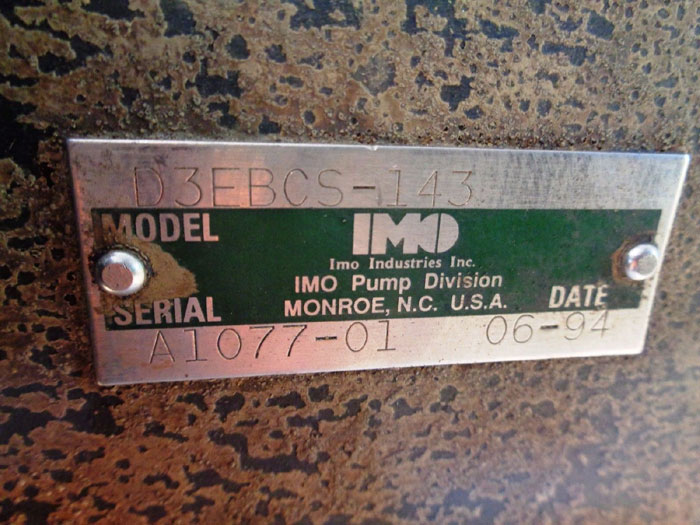 D3EBCS-143
MODEL IMO
Imo Industries Inc.
IMO Pump Division
SERIAL MONROE, N.C. U.S.A. DATE
A1077-01 06-94